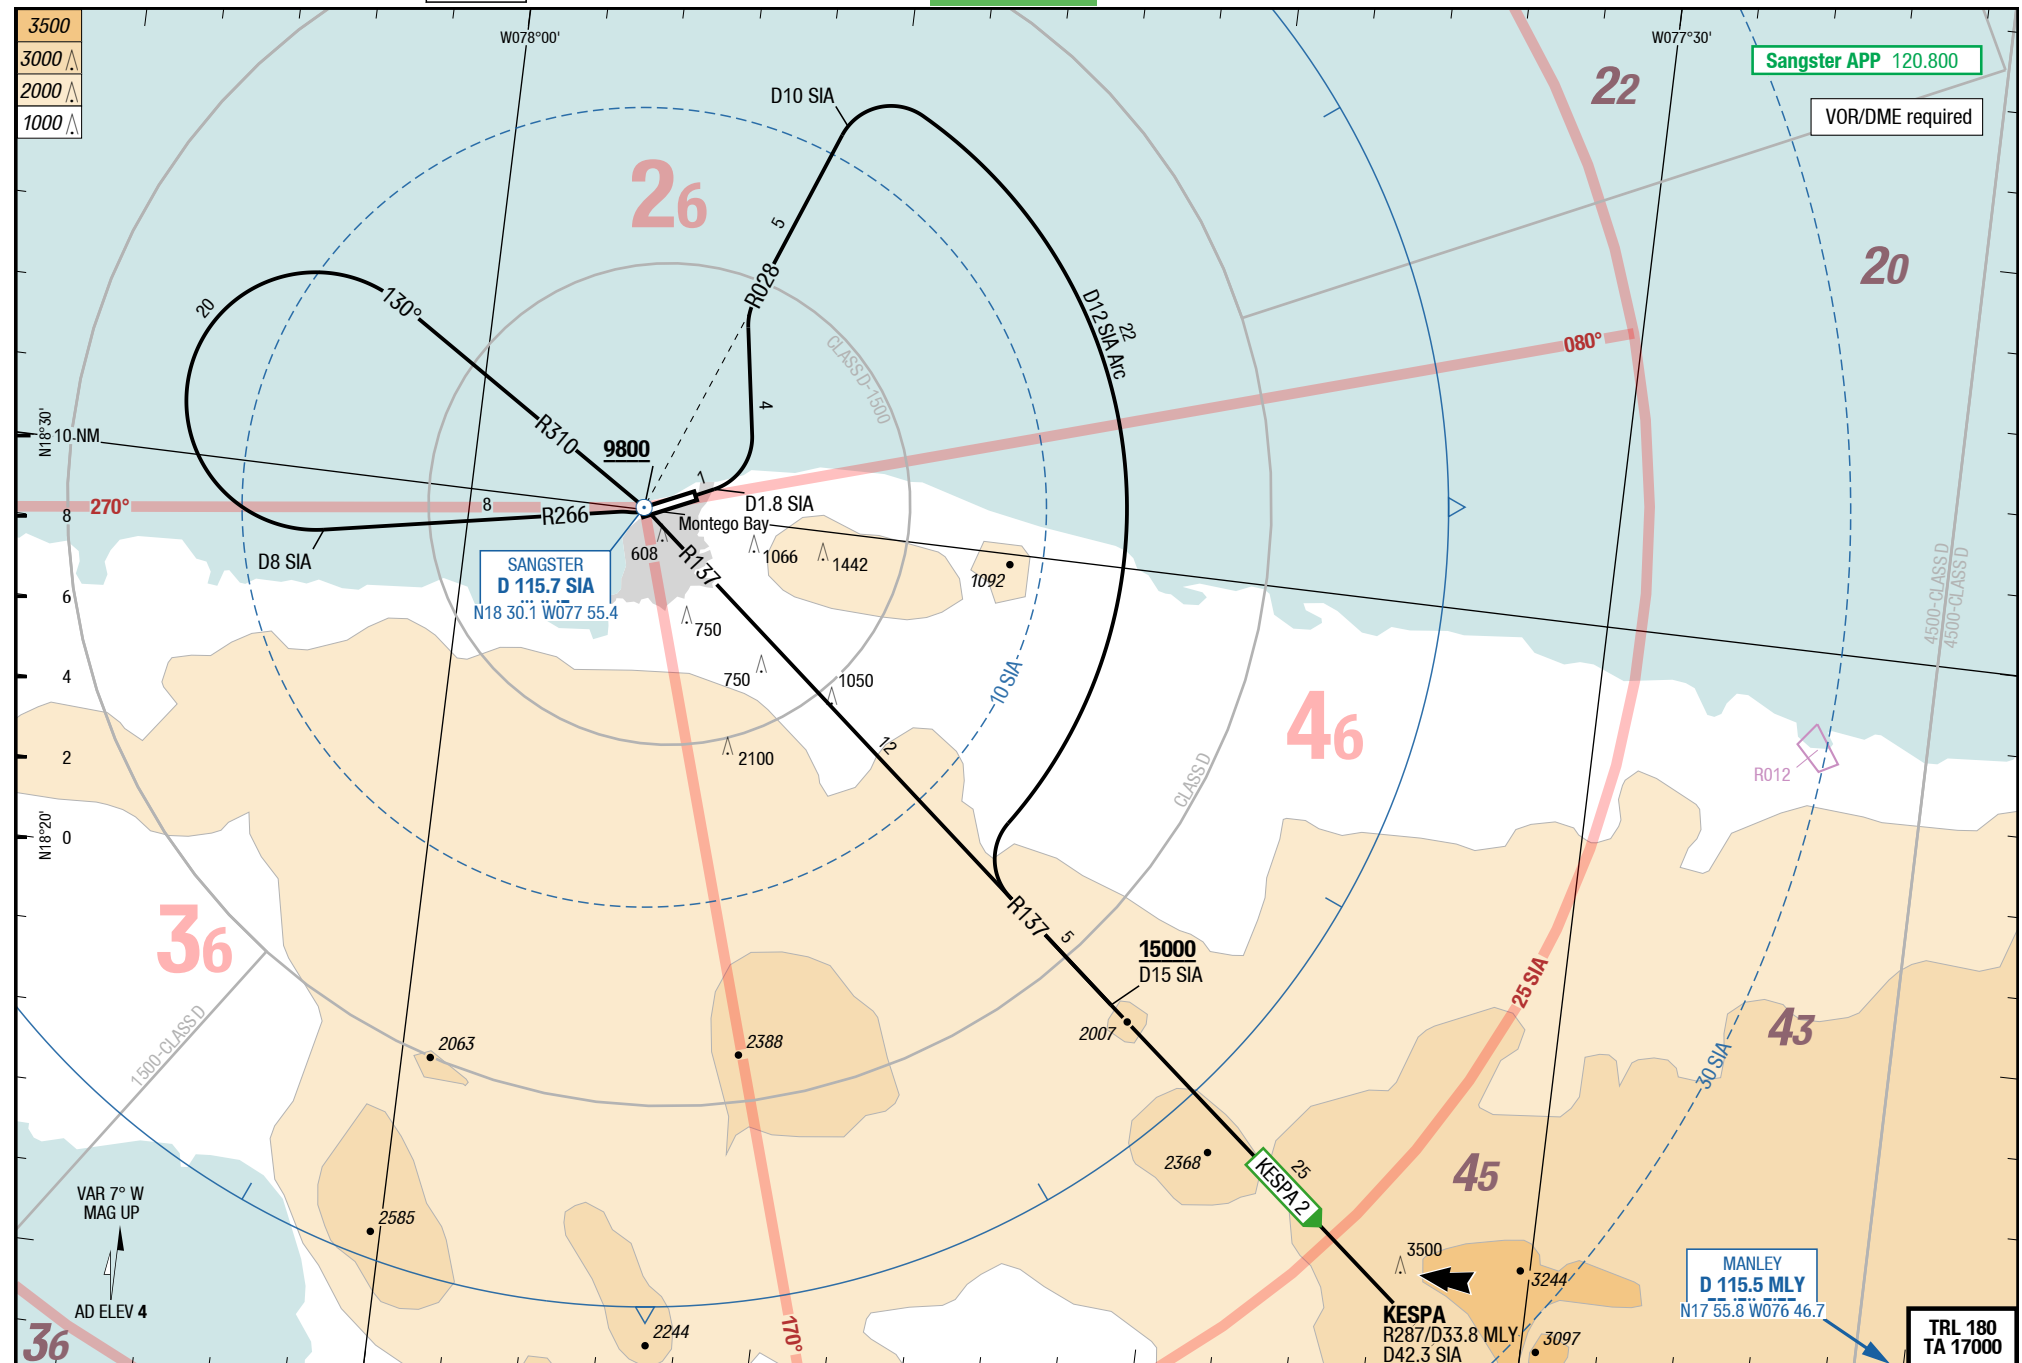 3500
3000
2000
1000
W078°00'
W077°30'
Sangster APP 120.800
VOR/DME required
22
20
26
D10 SIA
5
R028
D12 SIA Arc
22
20
130°
R310
9800
4
CLASS D-1500
080°
N18°30'
10 NM
270°
8
R266
1
D1.8 SIA
Montego Bay
8
D8 SIA
608
1066
1442
1092
R137
SANGSTER
D 115.7 SIA
N18 30.1 W077 55.4
6
750
4500-CLASS D
4500-CLASS D
4
750
1050
10 SIA
46
2
2100
12
CLASS D
R012
N18°20'
0
36
R137
5
15000
D15 SIA
25 SIA
2007
43
1500-CLASS D
2063
2388
30 SIA
2368
45
KESPA 2
25
VAR 7° W
MAG UP
AD ELEV 4
2585
3500
3244
MANLEY
D 115.5 MLY
N17 55.8 W076 46.7
KESPA
R287/D33.8 MLY
D42.3 SIA
3097
2244
170°
36
TRL 180
TA 17000